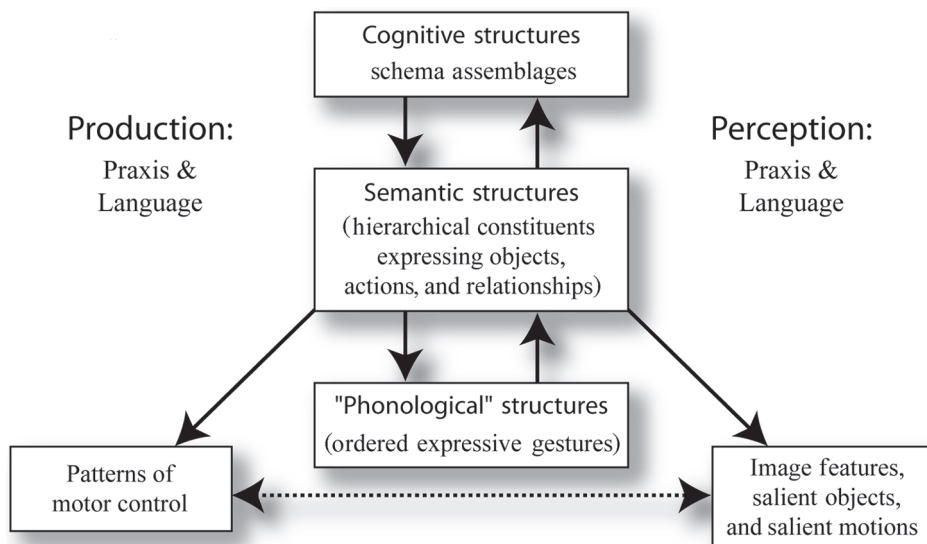 Cognitive structures
schema assemblages
Production:
Praxis &
Language
Perception:
Praxis &
Language
Semantic structures
(hierarchical constituents
expressing objects,
actions, and relationships)
"Phonological" structures
(ordered expressive gestures)
Patterns of
motor control
Image features,
salient objects,
and salient motions